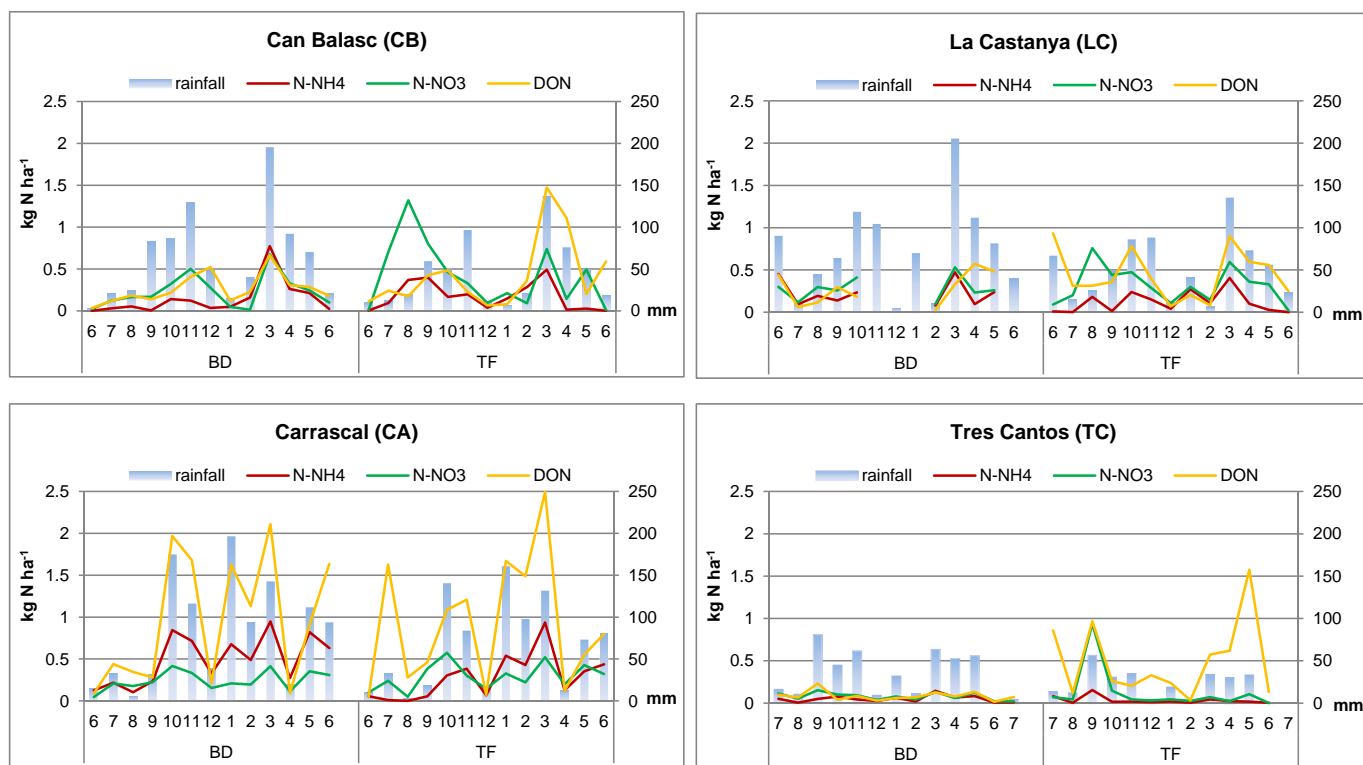 Can Balasc (CB)
rainfall N-NH4 N-NO3 DON
2.5 250
2 200
1.5 150
1 100
0.5 50
0 0 mm
kg N ha-1
6 7 8 9 10 11 12 1 2 3 4 5 6 6 7 8 9 10 11 12 1 2 3 4 5 6
BD TF
La Castanya (LC)
rainfall N-NH4 N-NO3 DON
2.5 250
2 200
1.5 150
1 100
0.5 50
0 0 mm
kg N ha-1
6 7 8 9 10 11 12 1 2 3 4 5 6 6 7 8 9 10 11 12 1 2 3 4 5 6
BD TF
Carrascal (CA)
rainfall N-NH4 N-NO3 DON
2.5 250
2 200
1.5 150
1 100
0.5 50
0 0 mm
kg N ha-1
6 7 8 9 10 11 12 1 2 3 4 5 6 6 7 8 9 10 11 12 1 2 3 4 5 6
BD TF
Tres Cantos (TC)
rainfall N-NH4 N-NO3 DON
2.5 250
2 200
1.5 150
1 100
0.5 50
0 0 mm
kg N ha-1
7 8 9 10 11 12 1 2 3 4 5 6 7 7 8 9 10 11 12 1 2 3 4 5 6 7
BD TF